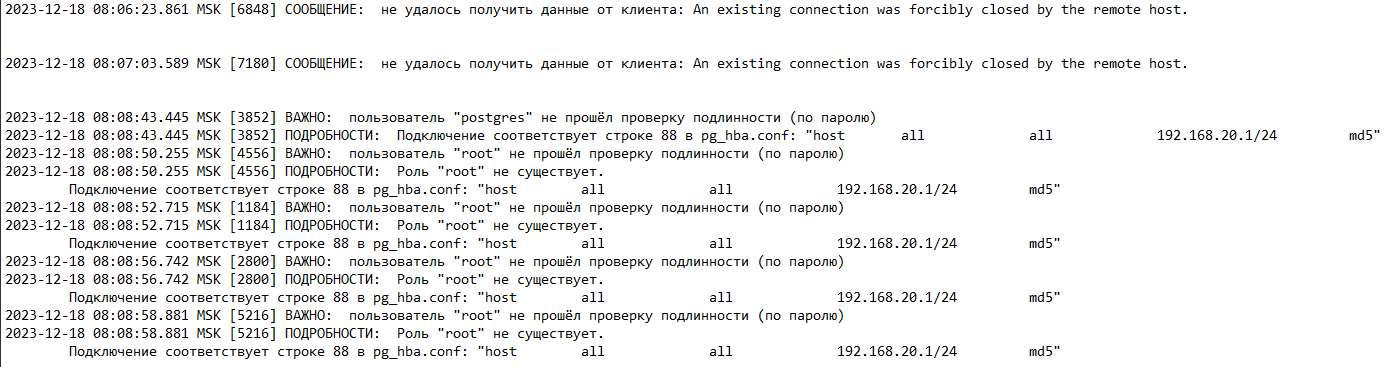 2023-12-18 08:06:23.861 MSK [6848] СООБЩЕНИЕ:  не удалось получить данные от клиента: An existing connection was forcibly closed by the remote host.
2023-12-18 08:07:03.589 MSK [7180] СООБЩЕНИЕ:  не удалось получить данные от клиента: An existing connection was forcibly closed by the remote host.
2023-12-18 08:08:43.445 MSK [3852] ВАЖНО:  пользователь "postgres" не прошёл проверку подлинности (по паролю)
2023-12-18 08:08:43.445 MSK [3852] ПОДРОБНОСТИ:  Подключение соответствует строке 88 в pg_hba.conf: "host       all             all             192.168.20.1/24         md5"
2023-12-18 08:08:50.255 MSK [4556] ВАЖНО:  пользователь "root" не прошёл проверку подлинности (по паролю)
2023-12-18 08:08:50.255 MSK [4556] ПОДРОБНОСТИ:  Роль "root" не существует.
        Подключение соответствует строке 88 в pg_hba.conf: "host        all             all             192.168.20.1/24         md5"
2023-12-18 08:08:52.715 MSK [1184] ВАЖНО:  пользователь "root" не прошёл проверку подлинности (по паролю)
2023-12-18 08:08:52.715 MSK [1184] ПОДРОБНОСТИ:  Роль "root" не существует.
        Подключение соответствует строке 88 в pg_hba.conf: "host        all             all             192.168.20.1/24         md5"
2023-12-18 08:08:56.742 MSK [2800] ВАЖНО:  пользователь "root" не прошёл проверку подлинности (по паролю)
2023-12-18 08:08:56.742 MSK [2800] ПОДРОБНОСТИ:  Роль "root" не существует.
        Подключение соответствует строке 88 в pg_hba.conf: "host        all             all             192.168.20.1/24         md5"
2023-12-18 08:08:58.881 MSK [5216] ВАЖНО:  пользователь "root" не прошёл проверку подлинности (по паролю)
2023-12-18 08:08:58.881 MSK [5216] ПОДРОБНОСТИ:  Роль "root" не существует.
        Подключение соответствует строке 88 в pg_hba.conf: "host        all             all             192.168.20.1/24         md5"